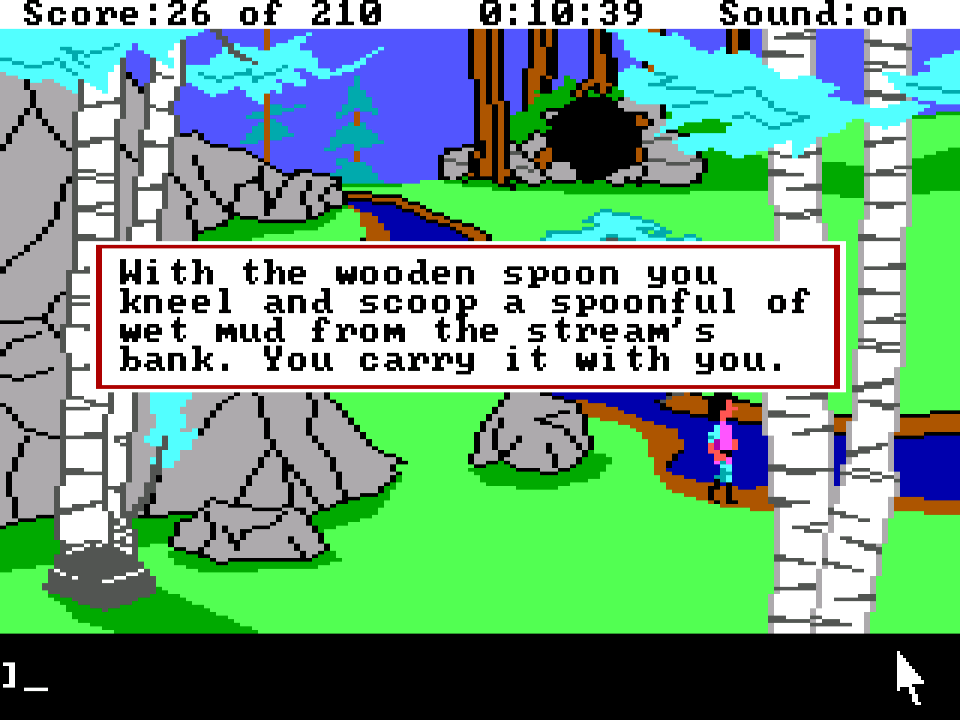 Score:26 of 210 0:10:39 Sound:on
With the wooden spoon you
kneel and scoop a spoonful of
wet mud from the stream's
bank. You carry it with you.
]_